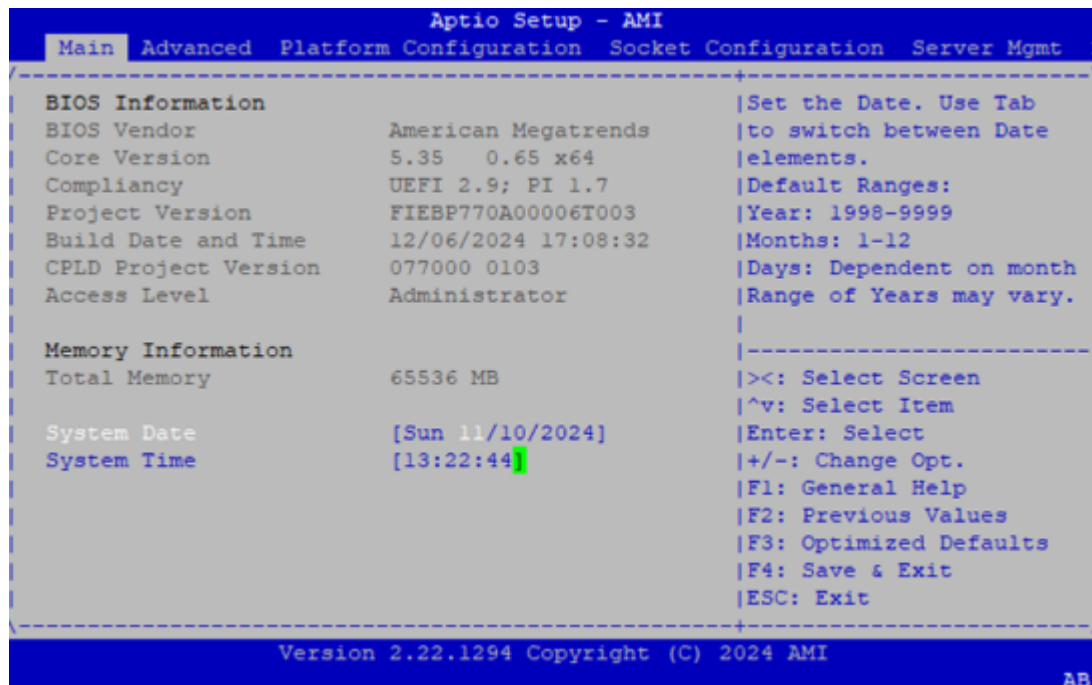 Aptio Setup - AMI
Main Advanced Platform Configuration Socket Configuration Server Mgmt
BIOS Information
BIOS Vendor American Megatrends
Core Version 5.35 0.65 x64
Compliancy UEFI 2.9; PI 1.7
Project Version FIEBP770A00006T003
Build Date and Time 12/06/2024 17:08:32
CPLD Project Version 077000 0103
Access Level Administrator
Memory Information
Total Memory 65536 MB
System Date [Sun 11/10/2024]
System Time [13:22:44]
Set the Date. Use Tab
to switch between Date
elements.
Default Ranges:
Year: 1998-9999
Months: 1-12
Days: Dependent on month
Range of Years may vary.
><: Select Screen
^v: Select Item
Enter: Select
+/-: Change Opt.
F1: General Help
F2: Previous Values
F3: Optimized Defaults
F4: Save & Exit
ESC: Exit
Version 2.22.1294 Copyright (C) 2024 AMI
AB